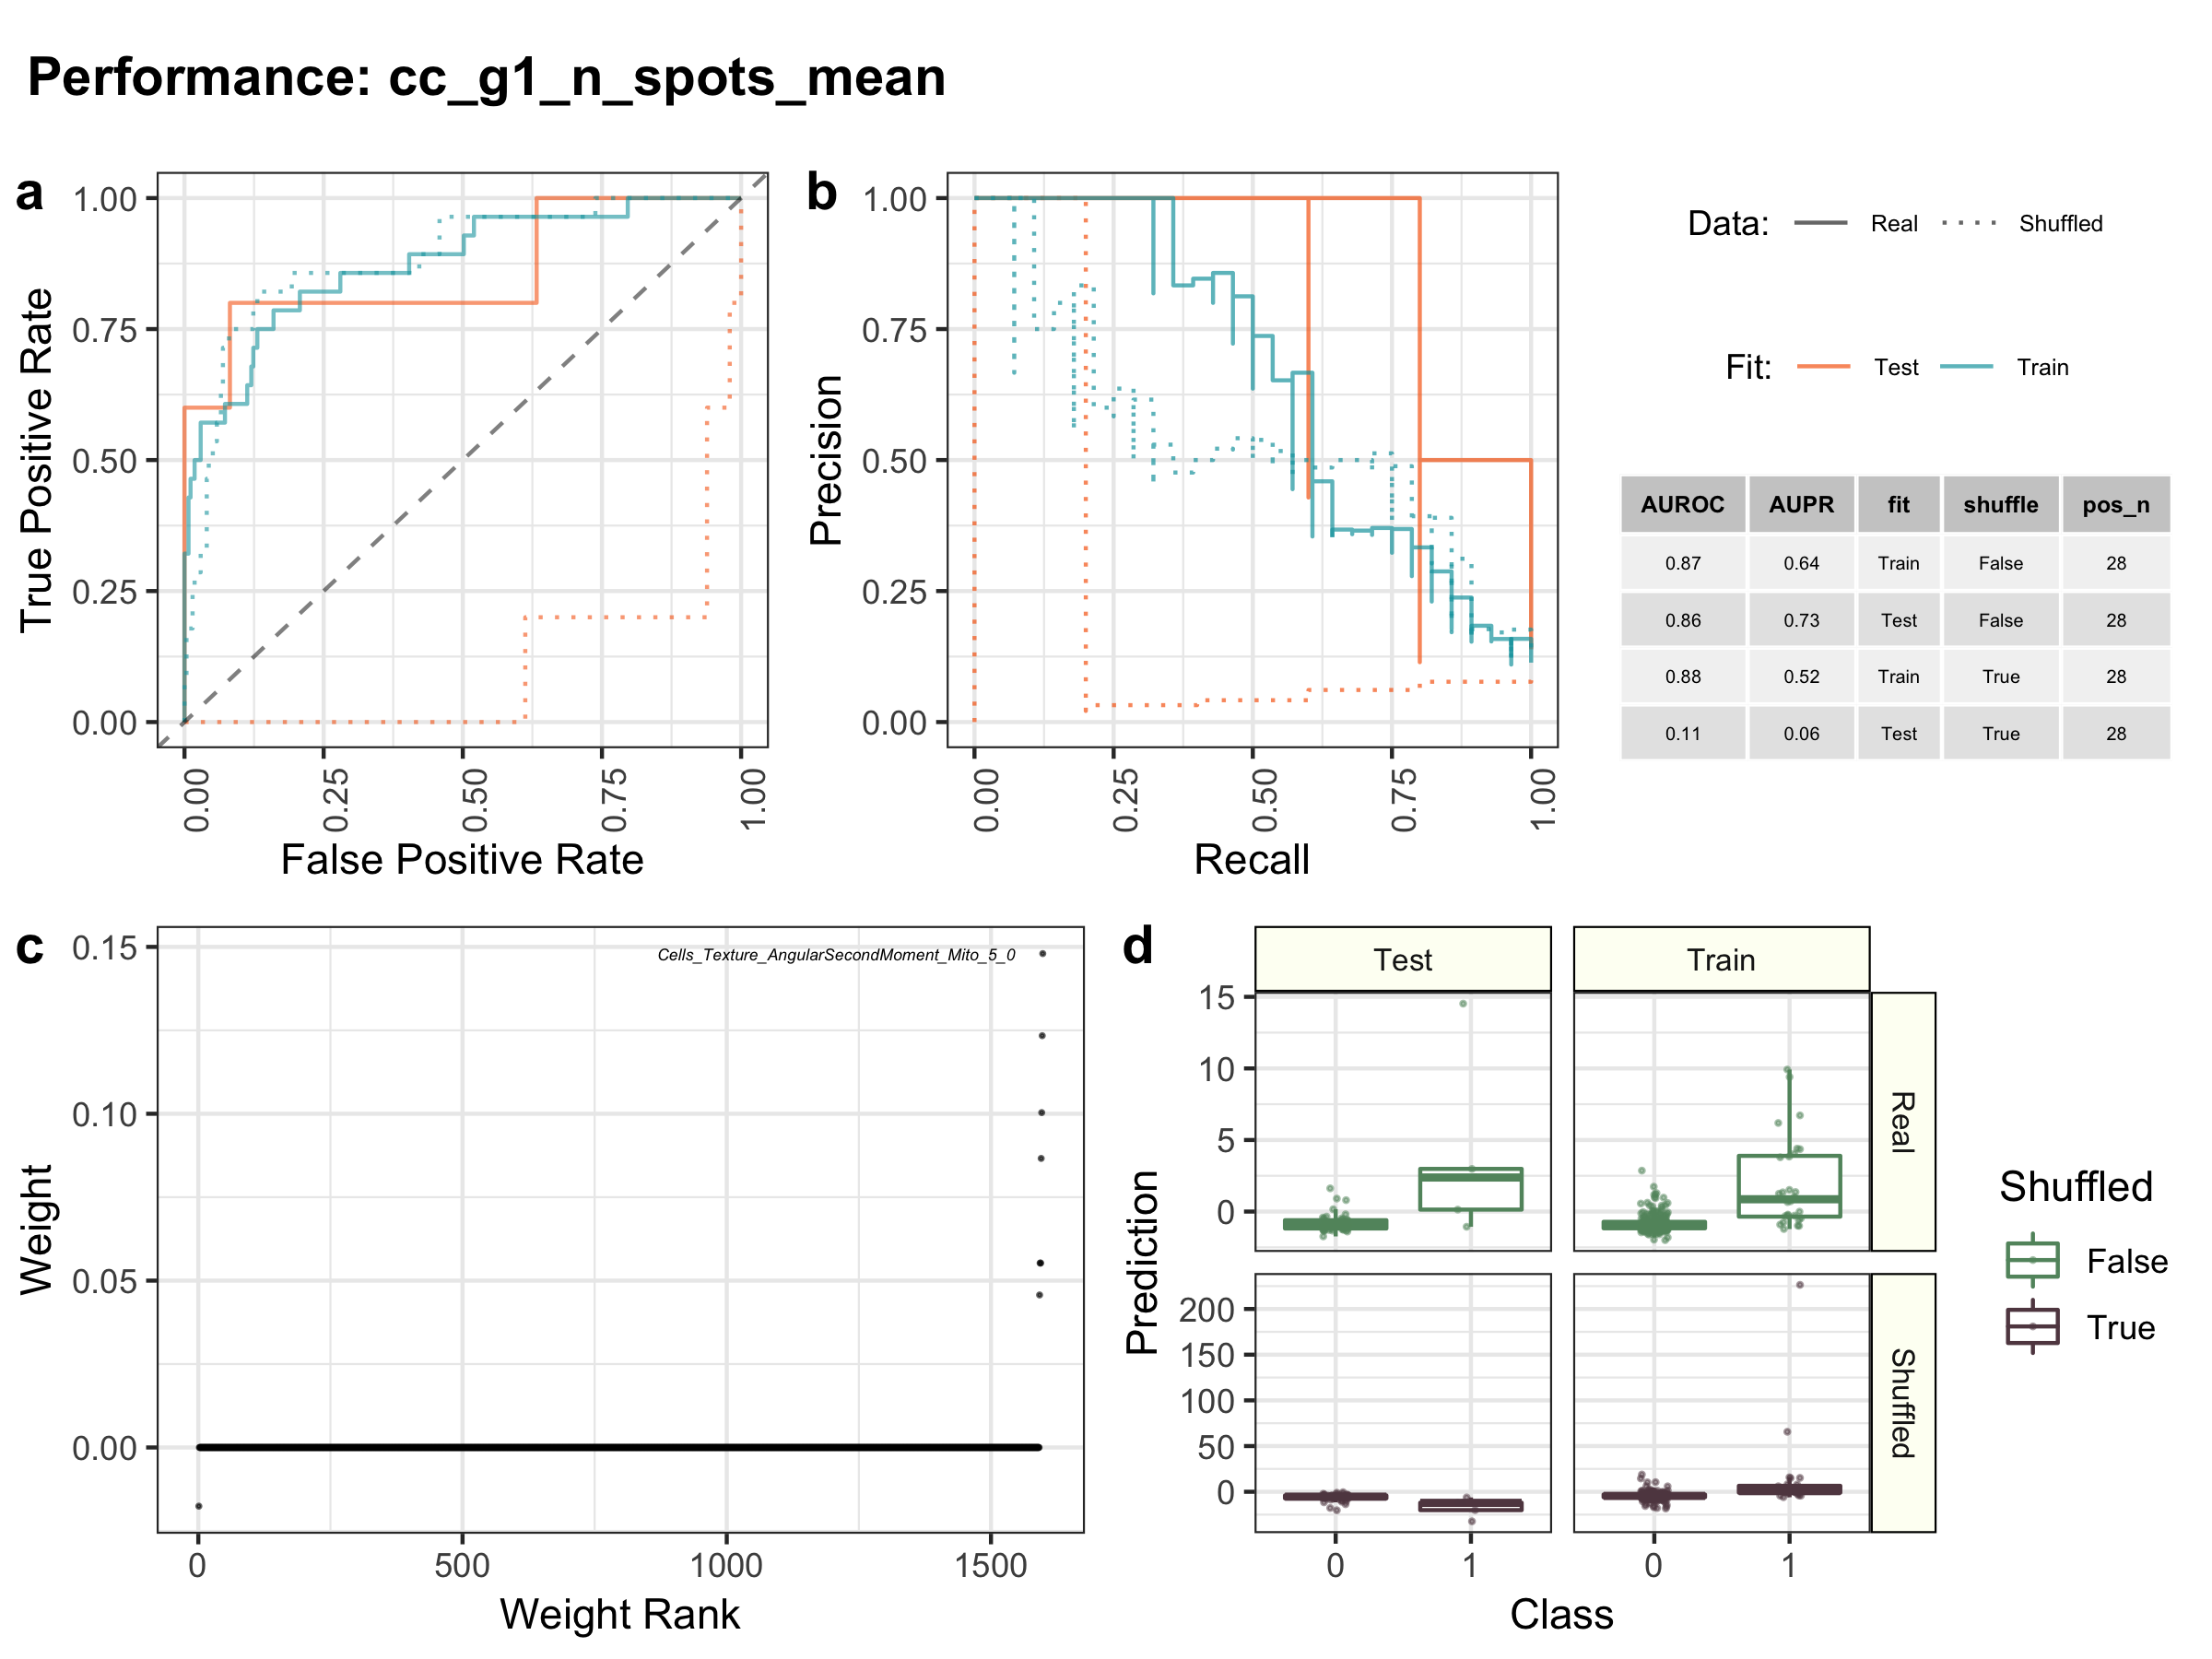 Performance: cc_g1_n_spots_mean
a
True Positive Rate
1.00
0.75
0.50
0.25
0.00
0.00
0.25
0.50
0.75
1.00
False Positive Rate
b
Precision
1.00
0.75
0.50
0.25
0.00
0.00
0.25
0.50
0.75
1.00
Recall
Data: Real Shuffled
Fit: Test Train
AUROC AUPR fit shuffle pos_n
0.87 0.64 Train False 28
0.86 0.73 Test False 28
0.88 0.52 Train True 28
0.11 0.06 Test True 28
c
Weight
0.15
0.10
0.05
0.00
Cells_Texture_AngularSecondMoment_Mito_5_0
0 500 1000 1500
Weight Rank
d
Test Train
Prediction
15
10
5
0
Real
200
150
100
50
0
Shuffled
0 1 0 1
Class
Shuffled
False
True